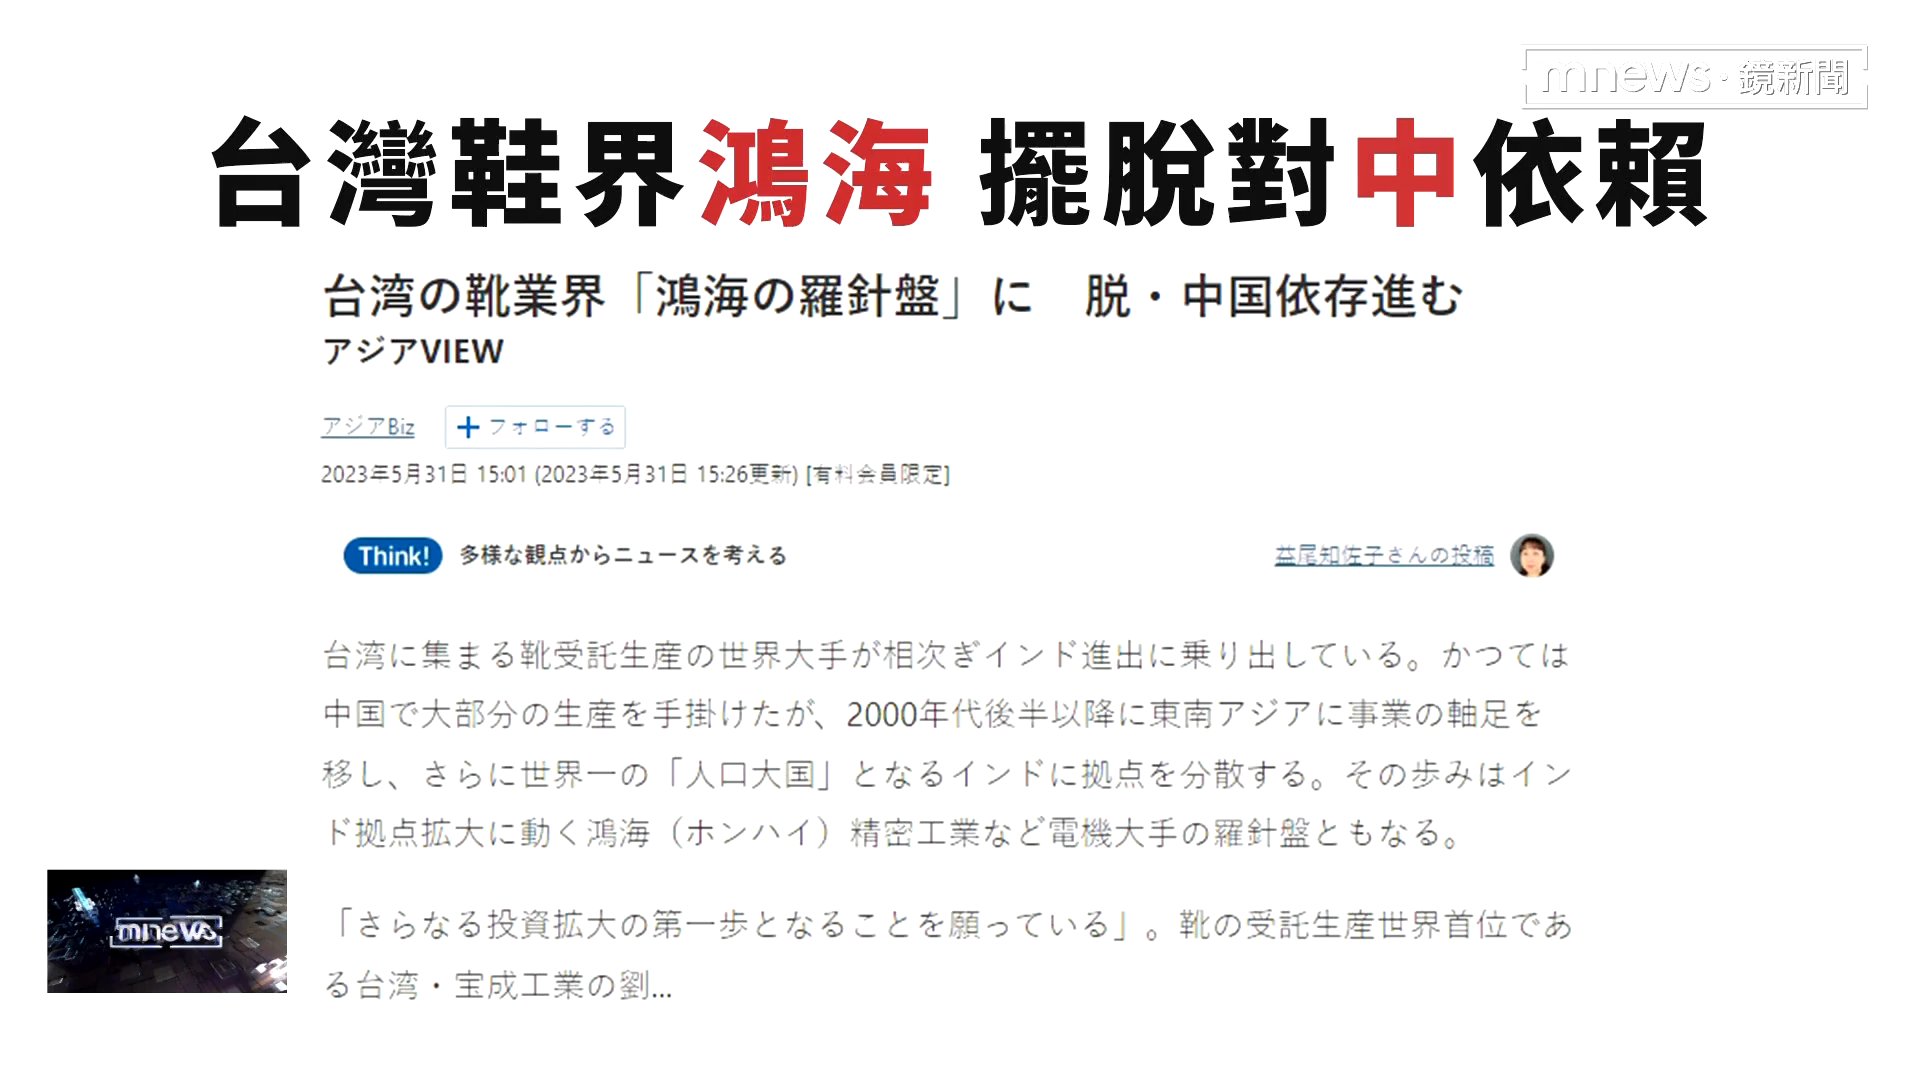 mnews·鏡新聞
台灣鞋界鴻海 擺脫對中依賴
台湾の靴業界「鴻海の羅針盤」に 脱・中国依存進む
アジアVIEW
アジアBiz
+ フォローする
2023年5月31日 15:01 (2023年5月31日 15:26更新) [有料会員限定]
Think! 多様な観点からニュースを考える
益尾知佐子さんの投稿
台湾に集まる靴受託生産の世界大手が相次ぎインド進出に乗り出している。かつては
中国で大部分の生産を手掛けたが、2000年代後半以降に東南アジアに事業の軸足を
移し、さらに世界一の「人口大国」となるインドに拠点を分散する。その歩みはイン
ド拠点拡大に動く鴻海（ホンハイ）精密工業など電機大手の羅針盤ともなる。
「さらなる投資拡大の第一歩となることを願っている」。靴の受託生産世界首位であ
る台湾・宝成工業の劉...
mnews